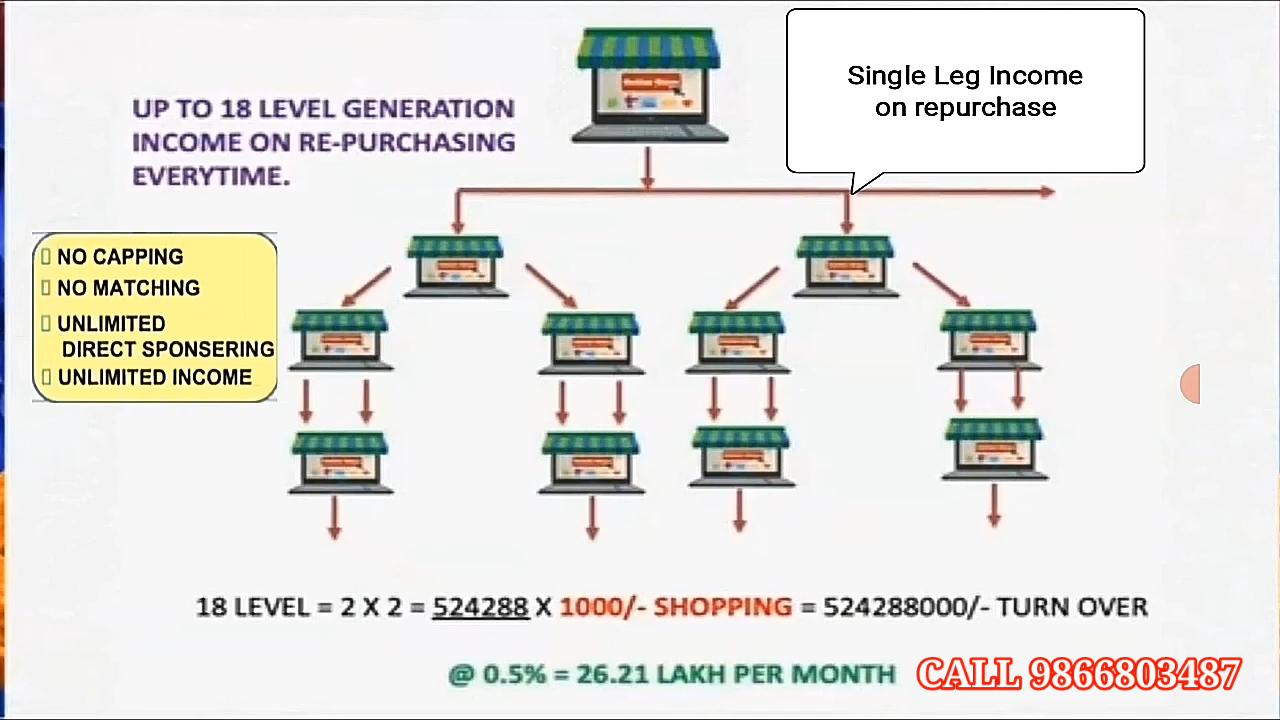 Single Leg Income
on repurchase
UP TO 18 LEVEL GENERATION
INCOME ON RE-PURCHASING
EVERYTIME.
NO CAPPING
NO MATCHING
UNLIMITED
DIRECT SPONSERING
UNLIMITED INCOME
18 LEVEL = 2 X 2 = 524288 X 1000/- SHOPPING = 524288000/- TURN OVER
@ 0.5% = 26.21 LAKH PER MONTH
CALL 9866803487